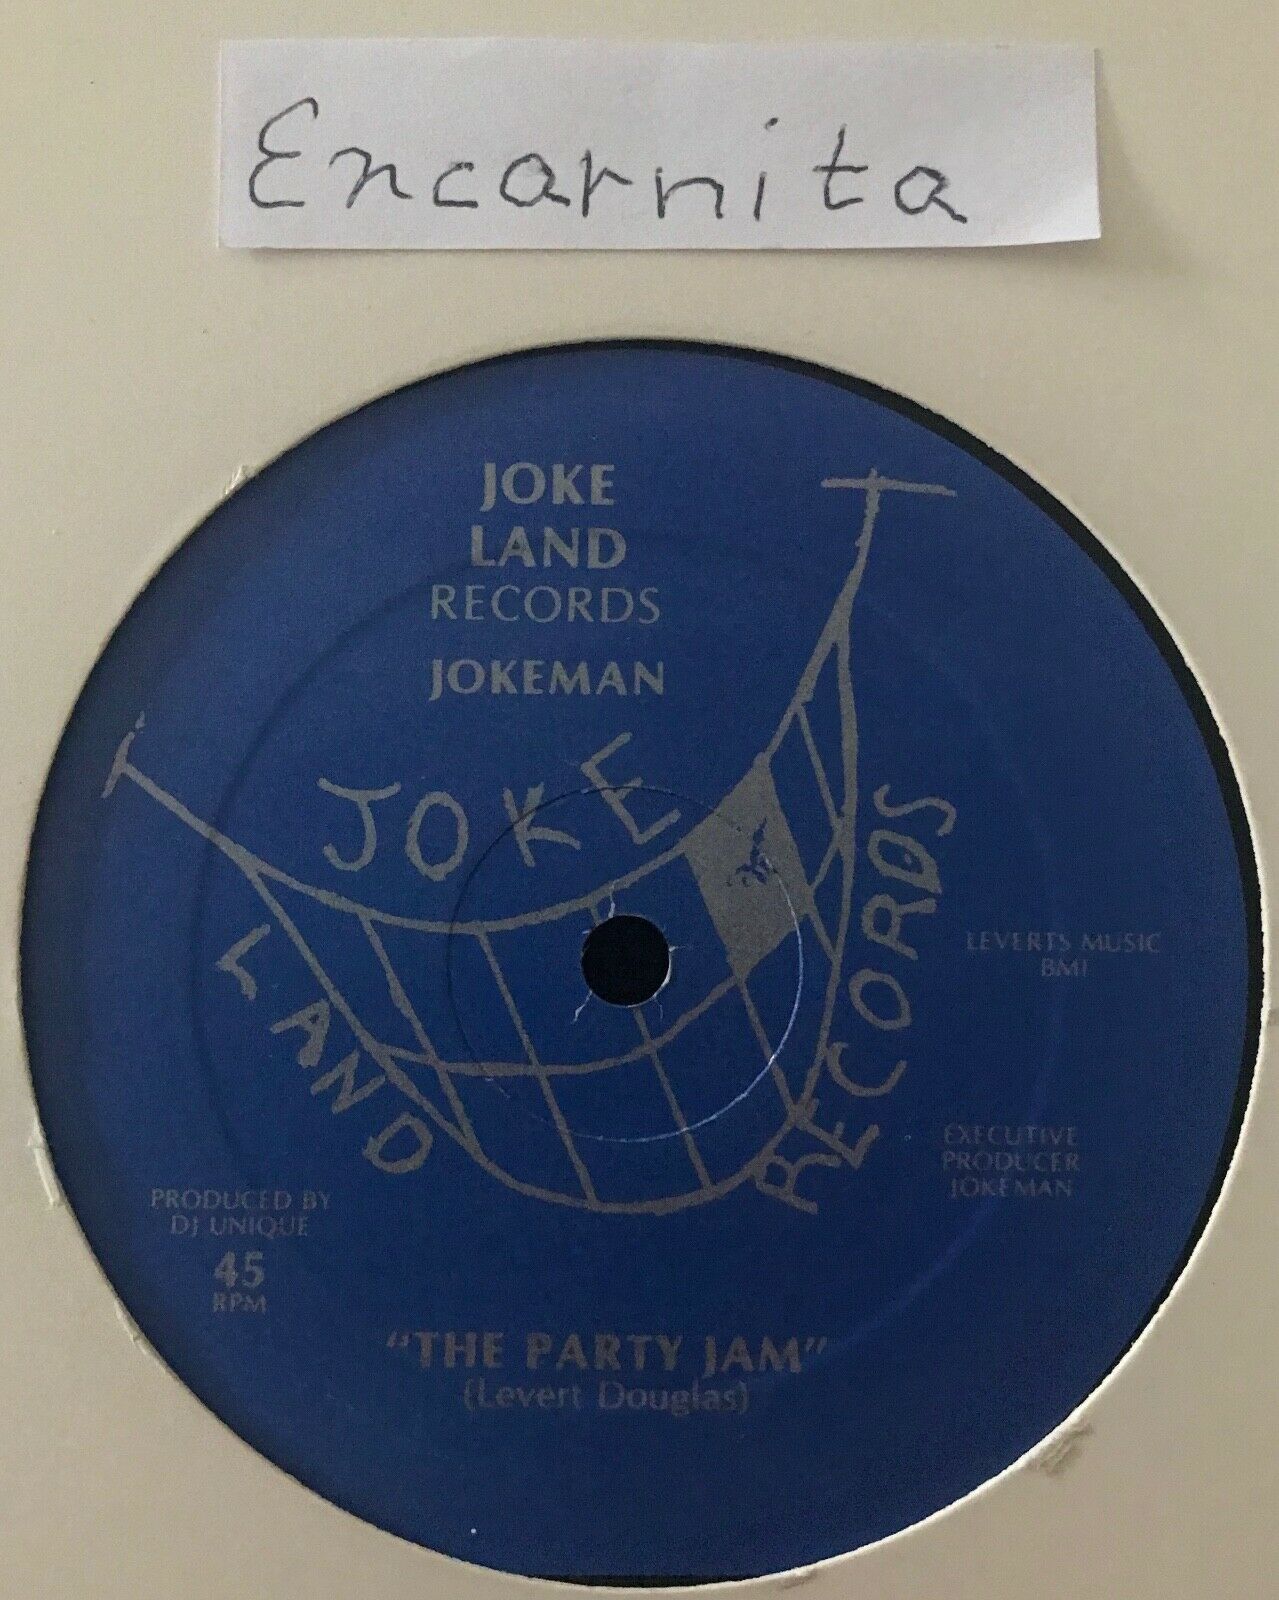 Encarnita
JOKE
LAND
RECORDS
JOKEMAN
JOKE
LAND
RECORDS
LEVERTS MUSIC
BMI
EXECUTIVE
PRODUCER
JOKEMAN
PRODUCED BY
DJ UNIQUE
45
RPM
"THE PARTY JAM"
(Levert Douglas)